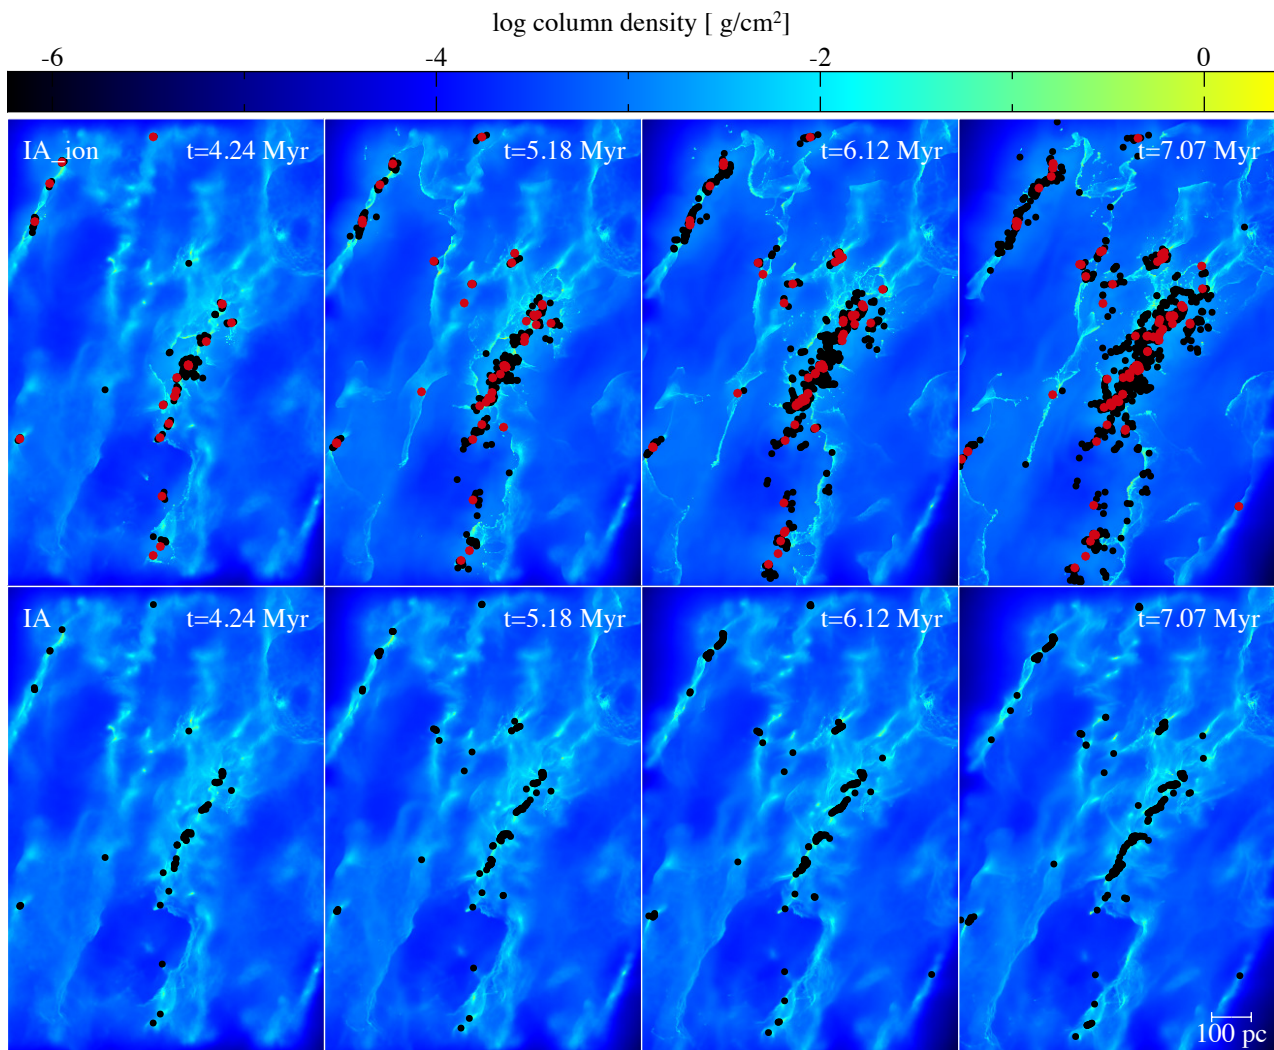 log column density [ g/cm²]
-6 -4 -2 0
IA_ion t=4.24 Myr t=5.18 Myr t=6.12 Myr t=7.07 Myr
IA t=4.24 Myr t=5.18 Myr t=6.12 Myr t=7.07 Myr
100 pc